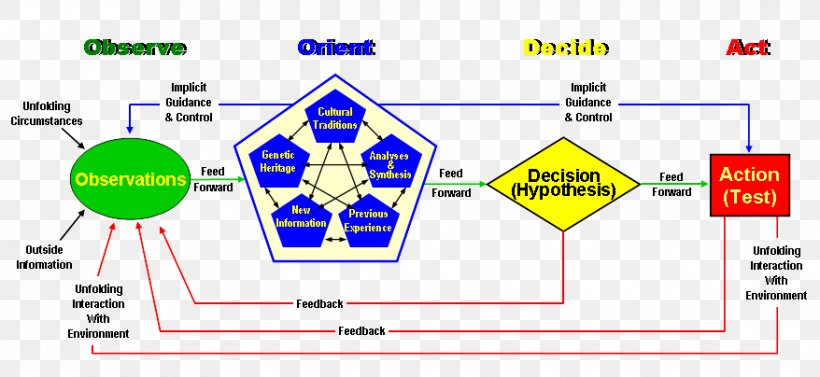 Observe
Orient
Decide
Act
Implicit
Guidance
& Control
Implicit
Guidance
& Control
Unfolding
Circumstances
Cultural
Traditions
Genetic
Heritage
Analyses
&
Synthesis
New
Information
Previous
Experience
Observations
Feed
Forward
Feed
Forward
Decision
(Hypothesis)
Feed
Forward
Action
(Test)
Outside
Information
Unfolding
Interaction
With
Environment
Unfolding
Interaction
With
Environment
Feedback
Feedback